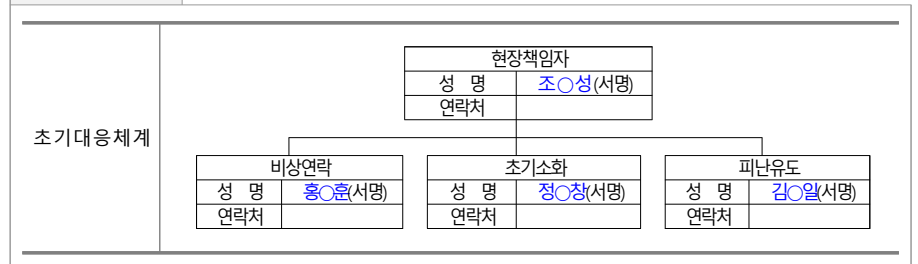 현장책임자
성 명 조○성(서명)
연락처
초기대응체계
비상연락 초기소화 피난유도
성 명 홍○훈(서명) 성 명 정○창(서명) 성 명 김○일(서명)
연락처 연락처 연락처